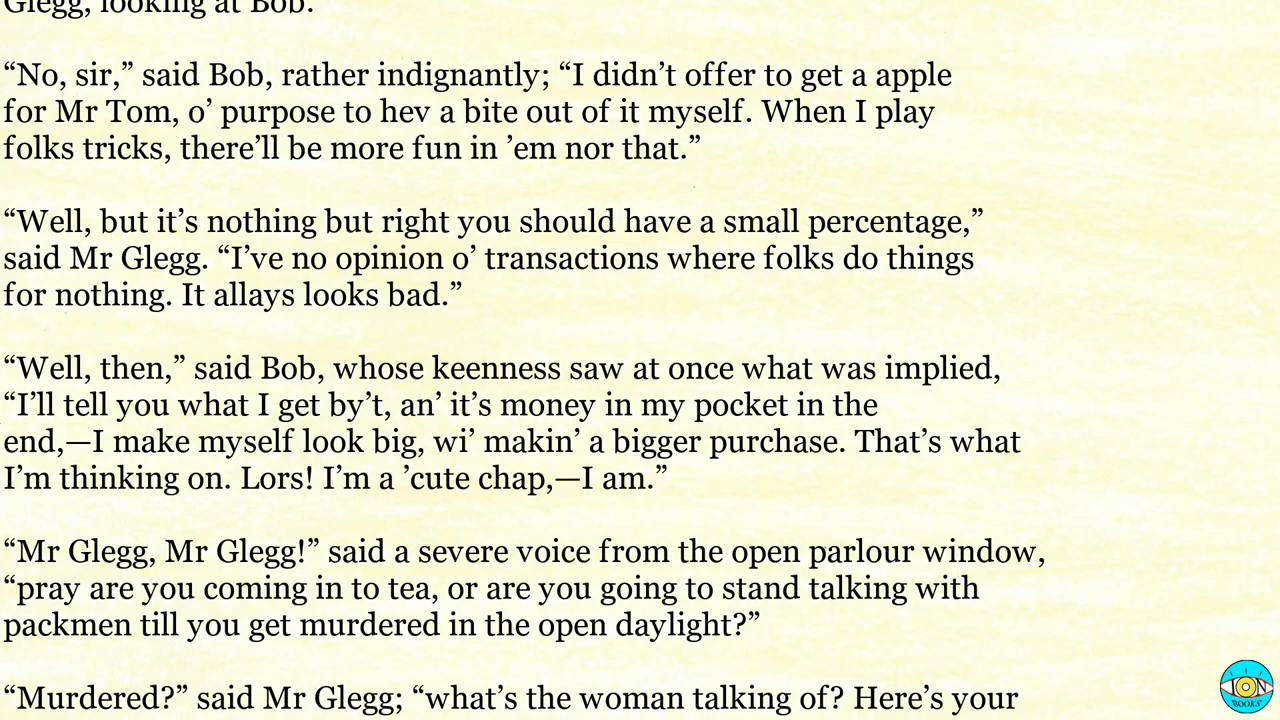 Glegg, looking at Bob.
“No, sir,” said Bob, rather indignantly; “I didn’t offer to get a apple
for Mr Tom, o’ purpose to hev a bite out of it myself. When I play
folks tricks, there’ll be more fun in ’em nor that.”
“Well, but it’s nothing but right you should have a small percentage,”
said Mr Glegg. “I’ve no opinion o’ transactions where folks do things
for nothing. It allays looks bad.”
“Well, then,” said Bob, whose keenness saw at once what was implied,
“I’ll tell you what I get by’t, an’ it’s money in my pocket in the
end,—I make myself look big, wi’ makin’ a bigger purchase. That’s what
I’m thinking on. Lors! I’m a ’cute chap,—I am.”
“Mr Glegg, Mr Glegg!” said a severe voice from the open parlour window,
“pray are you coming in to tea, or are you going to stand talking with
packmen till you get murdered in the open daylight?”
“Murdered?” said Mr Glegg; “what’s the woman talking of? Here’s your
ION
BOOKS